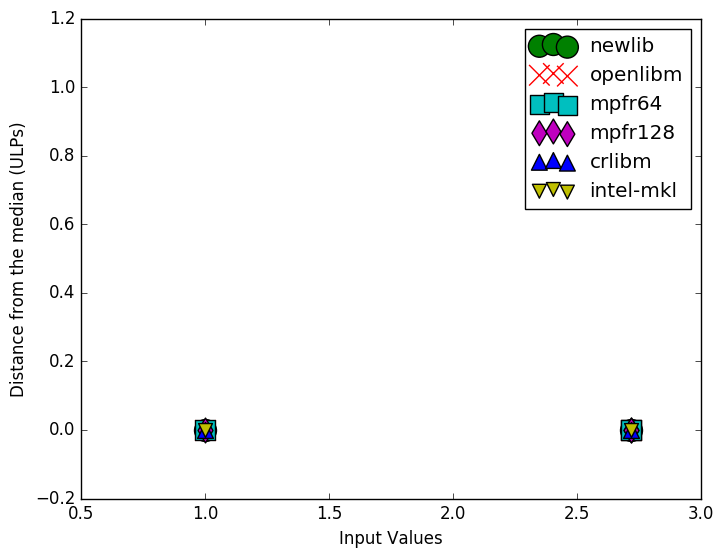 1.2
1.0
0.8
0.6
0.4
0.2
0.0
−0.2
0.5
1.0
1.5
2.0
2.5
3.0
Input Values
Distance from the median (ULPs)
newlib
openlibm
mpfr64
mpfr128
crlibm
intel-mkl